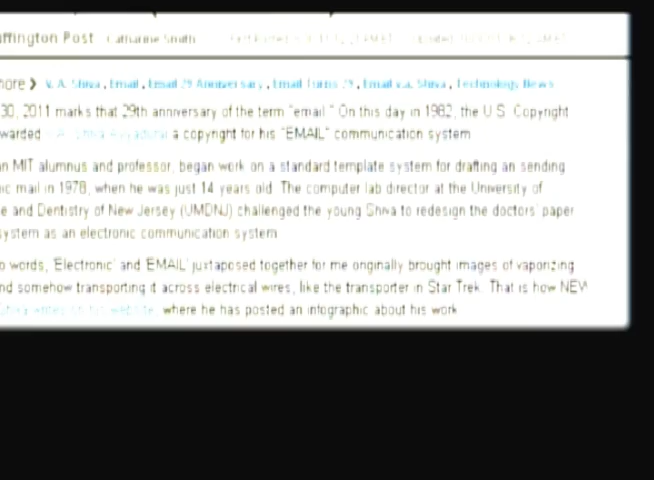 ffington Post Catharine Smith
ore > V. A. Shiva , Email , Email 29 Anniversary , Email Turns 29 , Email v.a. Shiva , Technology News
30, 2011 marks that 29th anniversary of the term "email." On this day in 1982, the U.S. Copyright
warded a copyright for his "EMAIL" communication system
n MIT alumnus and professor, began work on a standard template system for drafting an sending
ic mail in 1978, when he was just 14 years old. The computer lab director at the University of
e and Dentistry of New Jersey (UMDNJ) challenged the young Shiva to redesign the doctors' paper
system as an electronic communication system
o words, 'Electronic' and 'EMAIL' juxtaposed together for me originally brought images of vaporizing
nd somehow transporting it across electrical wires, like the transporter in Star Trek. That is how NEW
where he has posted an infographic about his work